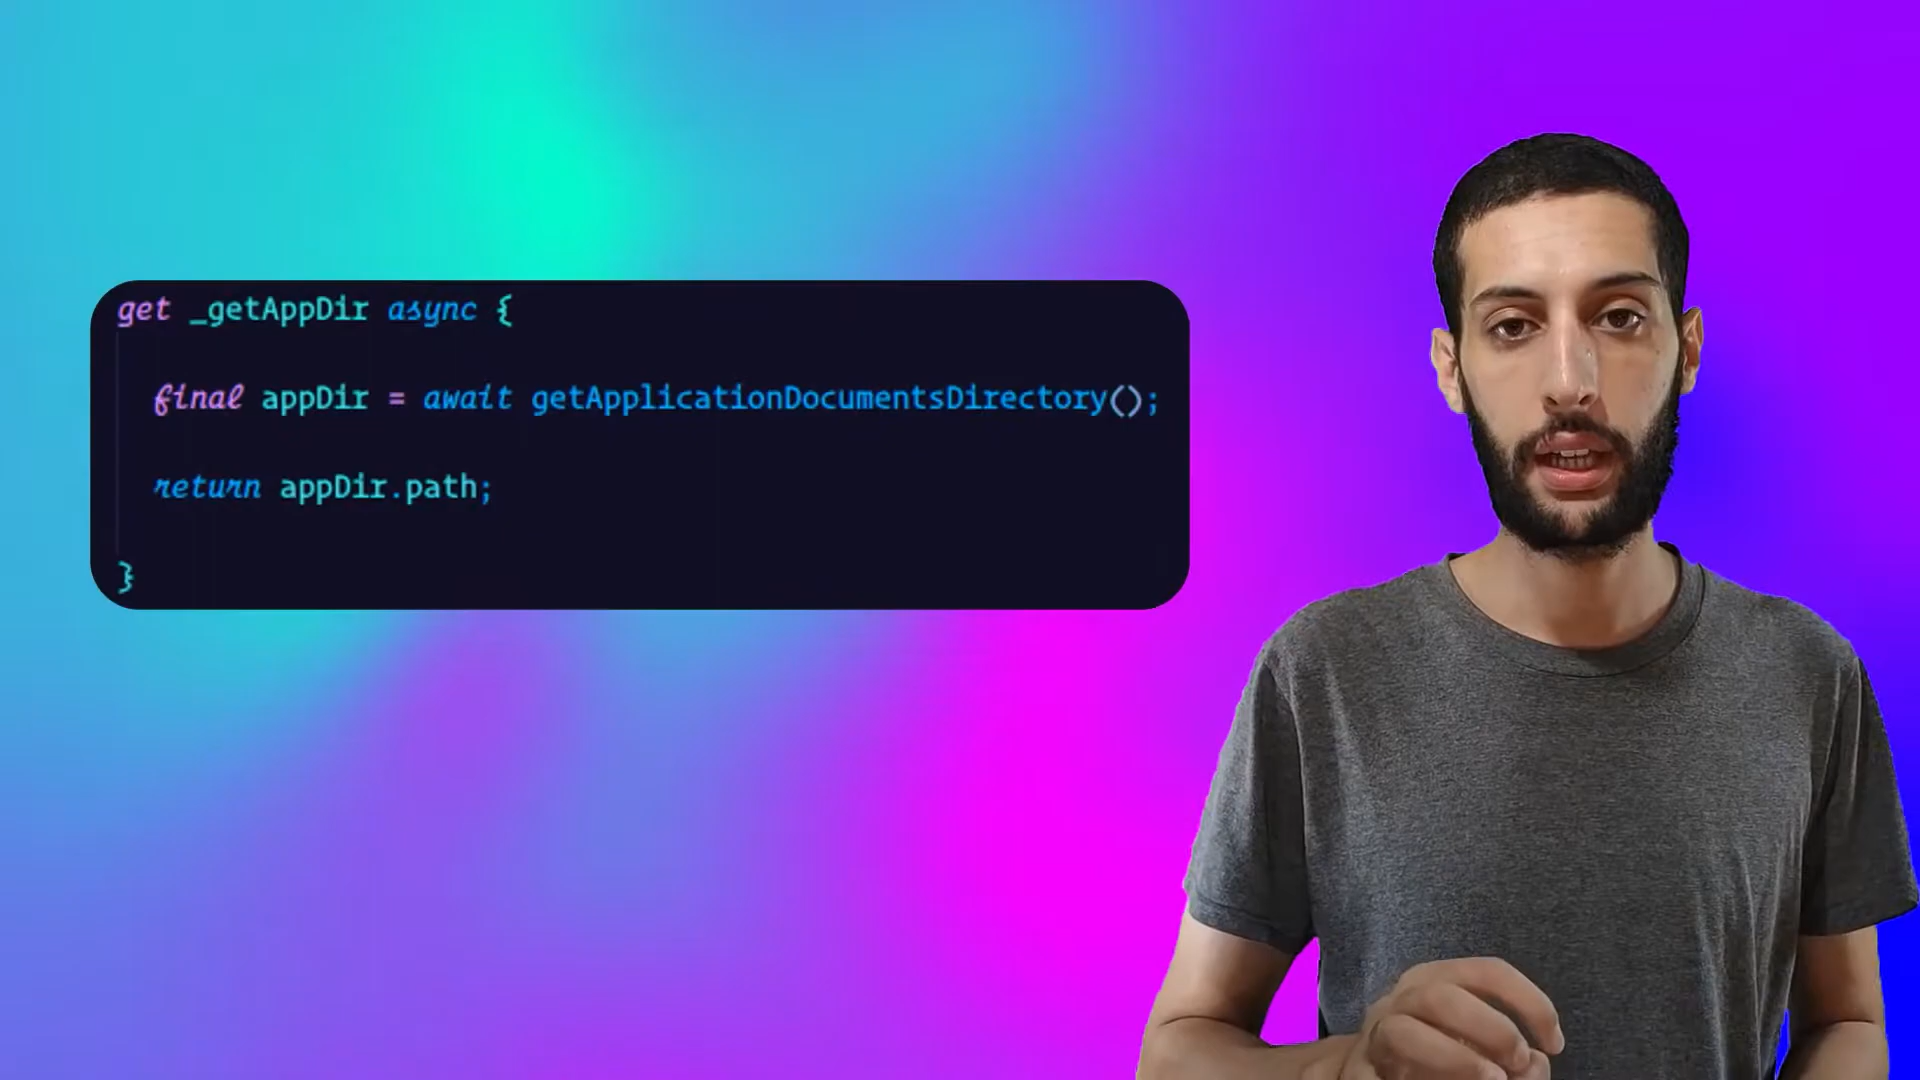 get _getAppDir async {
final appDir = await getApplicationDocumentsDirectory();
return appDir.path;
}